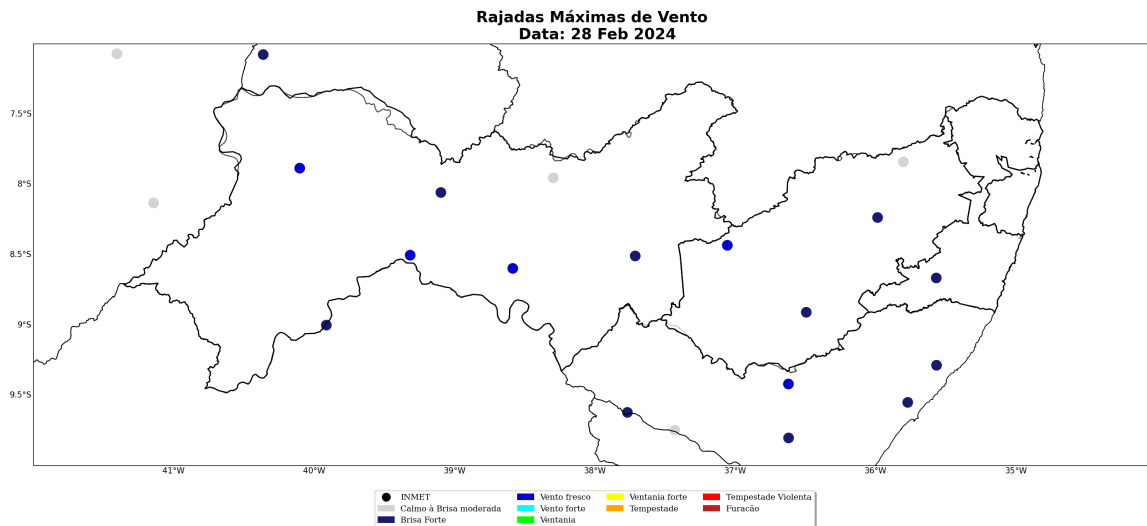 Rajadas Máximas de Vento
Data: 28 Feb 2024
7.5°S
8°S
8.5°S
9°S
9.5°S
41°W 40°W 39°W 38°W 37°W 36°W 35°W
INMET
Calmo à Brisa moderada
Brisa Forte
Vento fresco
Vento forte
Ventania
Ventania forte
Tempestade
Tempestade Violenta
Furacão